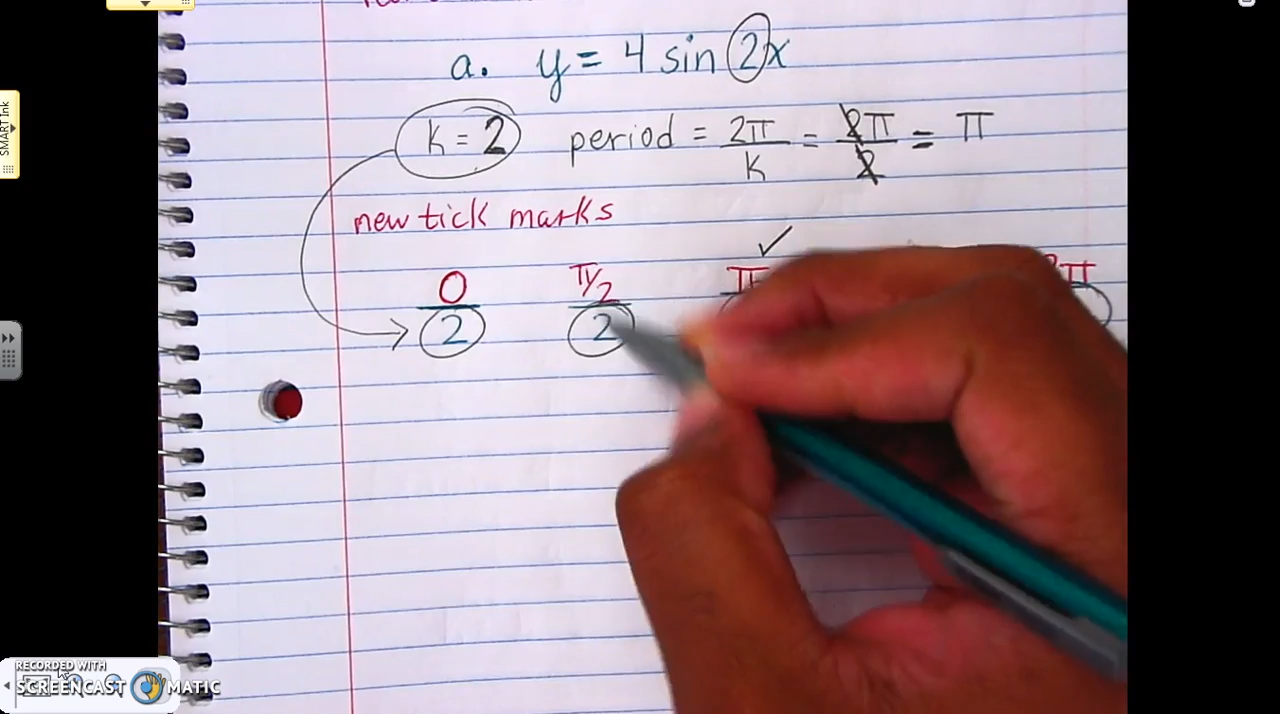 a. y = 4 sin 2x
k = 2 period = 2π/k = 2π/2 = π
new tick marks
0/2 π/2/2 π 2π
SMART Ink
RECORDED WITH
SCREENCAST MATIC